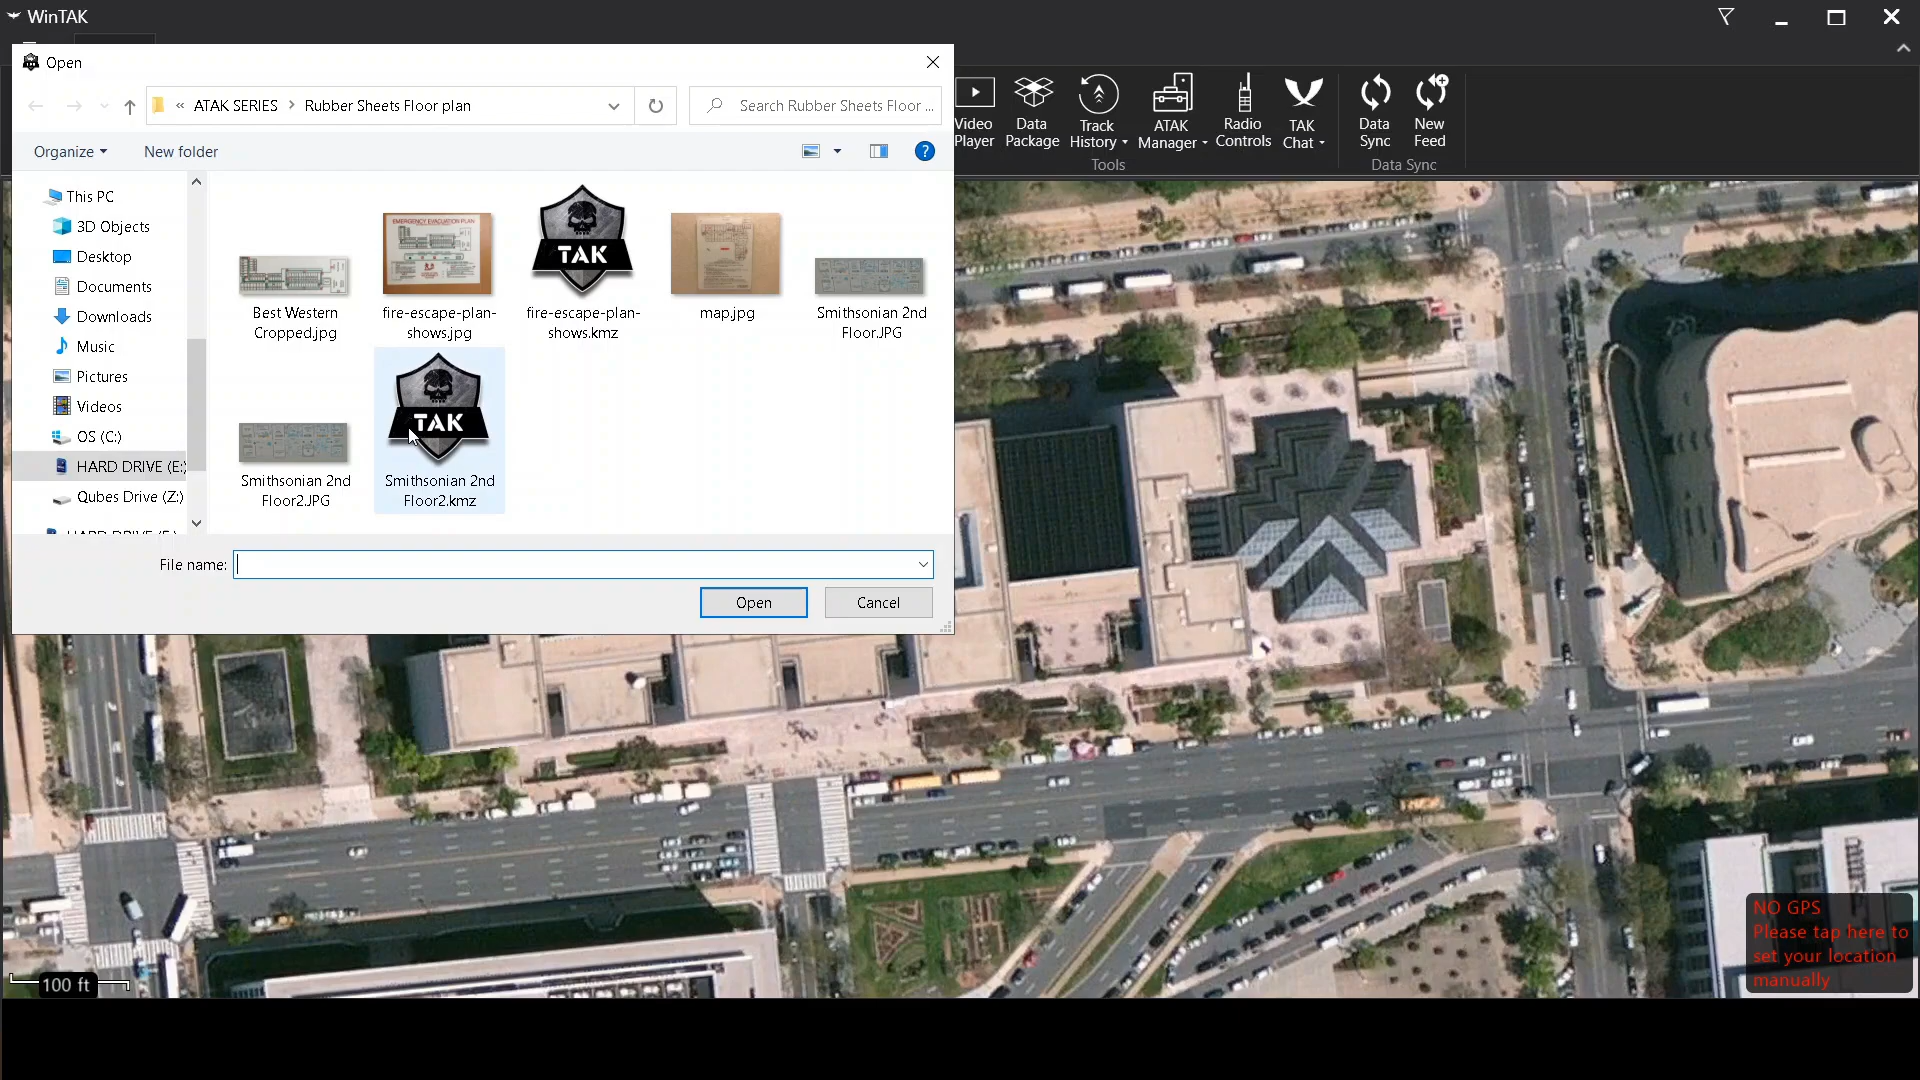 WinTAK
Open
« ATAK SERIES > Rubber Sheets Floor plan
Search Rubber Sheets Floor ...
Organize
New folder
This PC
3D Objects
Desktop
Documents
Downloads
Music
Pictures
Videos
OS (C:)
HARD DRIVE (E:)
Qubes Drive (Z:)
Best Western
Cropped.jpg
EMERGENCY EVACUATION PLAN
fire-escape-plan-
shows.jpg
TAK
fire-escape-plan-
shows.kmz
map.jpg
Smithsonian 2nd
Floor.JPG
Smithsonian 2nd
Floor2.JPG
TAK
Smithsonian 2nd
Floor2.kmz
File name:
Open
Cancel
Video
Player
Data
Package
Track
History
ATAK
Manager
Radio
Controls
TAK
Chat
Tools
Data
Sync
New
Feed
Data Sync
100 ft
NO GPS
Please tap here to
set your location
manually